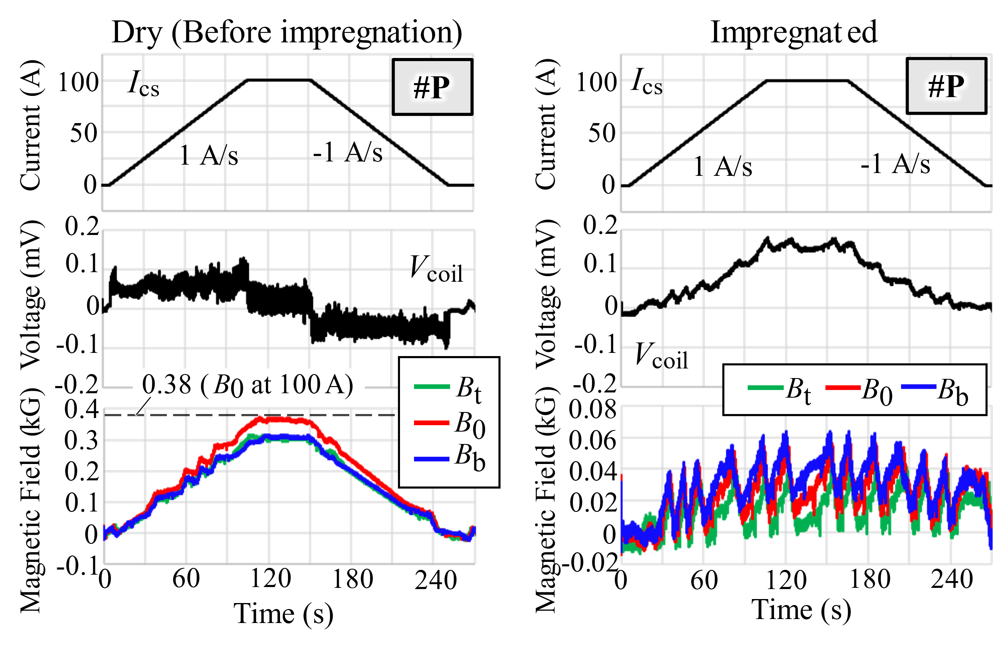 Dry (Before impregnation)
Current (A)
100
50
0
Ics
#P
1 A/s
-1 A/s
Voltage (mV)
0.2
0.1
0
-0.1
-0.2
Vcoil
0.38 (B0 at 100 A)
Magnetic Field (kG)
0.4
0.3
0.2
0.1
0
-0.1
Bt
B0
Bb
0 60 120 180 240
Time (s)
Impregnated
Current (A)
100
50
0
Ics
#P
1 A/s
-1 A/s
Voltage (mV)
0.2
0.1
0
-0.1
-0.2
Vcoil
Bt B0 Bb
Magnetic Field (kG)
0.08
0.06
0.04
0.02
0
-0.02
0 60 120 180 240
Time (s)